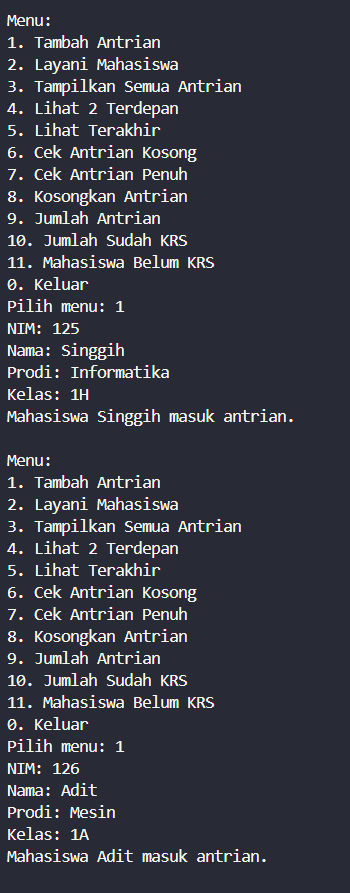 Menu:
1. Tambah Antrian
2. Layani Mahasiswa
3. Tampilkan Semua Antrian
4. Lihat 2 Terdepan
5. Lihat Terakhir
6. Cek Antrian Kosong
7. Cek Antrian Penuh
8. Kosongkan Antrian
9. Jumlah Antrian
10. Jumlah Sudah KRS
11. Mahasiswa Belum KRS
0. Keluar
Pilih menu: 1
NIM: 125
Nama: Singgih
Prodi: Informatika
Kelas: 1H
Mahasiswa Singgih masuk antrian.

Menu:
1. Tambah Antrian
2. Layani Mahasiswa
3. Tampilkan Semua Antrian
4. Lihat 2 Terdepan
5. Lihat Terakhir
6. Cek Antrian Kosong
7. Cek Antrian Penuh
8. Kosongkan Antrian
9. Jumlah Antrian
10. Jumlah Sudah KRS
11. Mahasiswa Belum KRS
0. Keluar
Pilih menu: 1
NIM: 126
Nama: Adit
Prodi: Mesin
Kelas: 1A
Mahasiswa Adit masuk antrian.